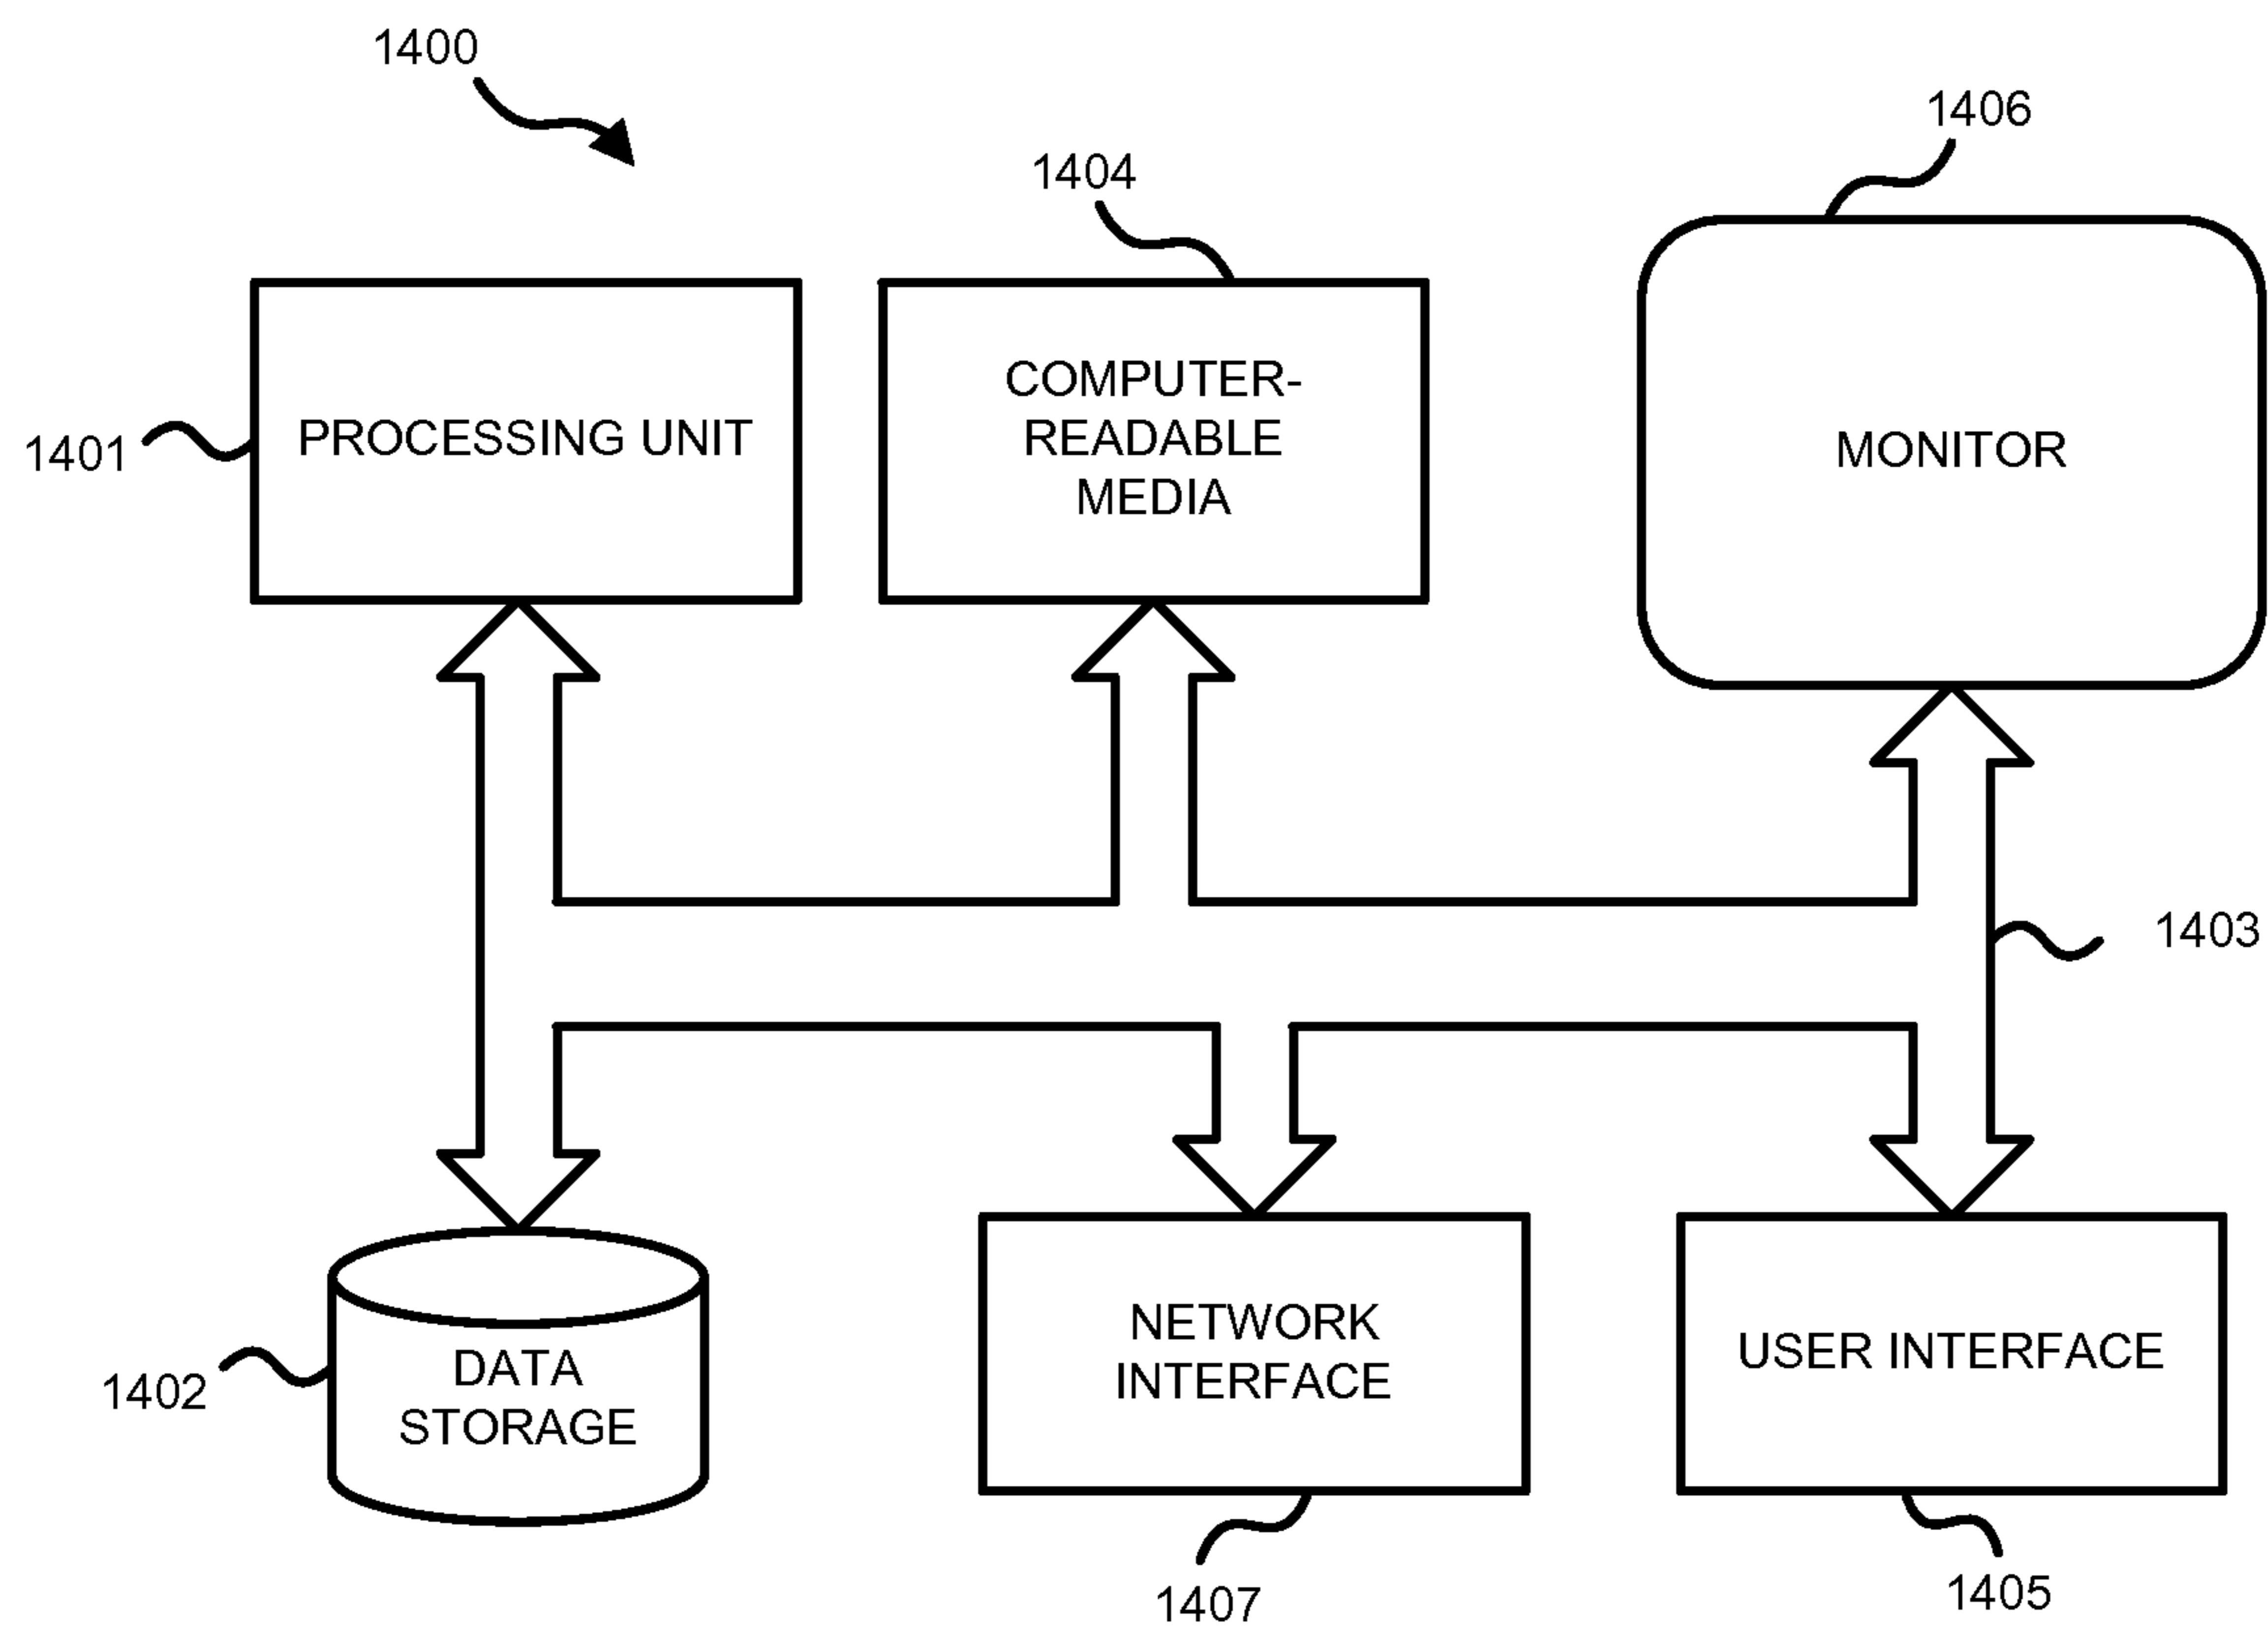 1400
1406
1404
COMPUTER-
READABLE
MEDIA
1401
PROCESSING UNIT
MONITOR
1403
NETWORK
INTERFACE
USER INTERFACE
1402
DATA
STORAGE
1407
1405